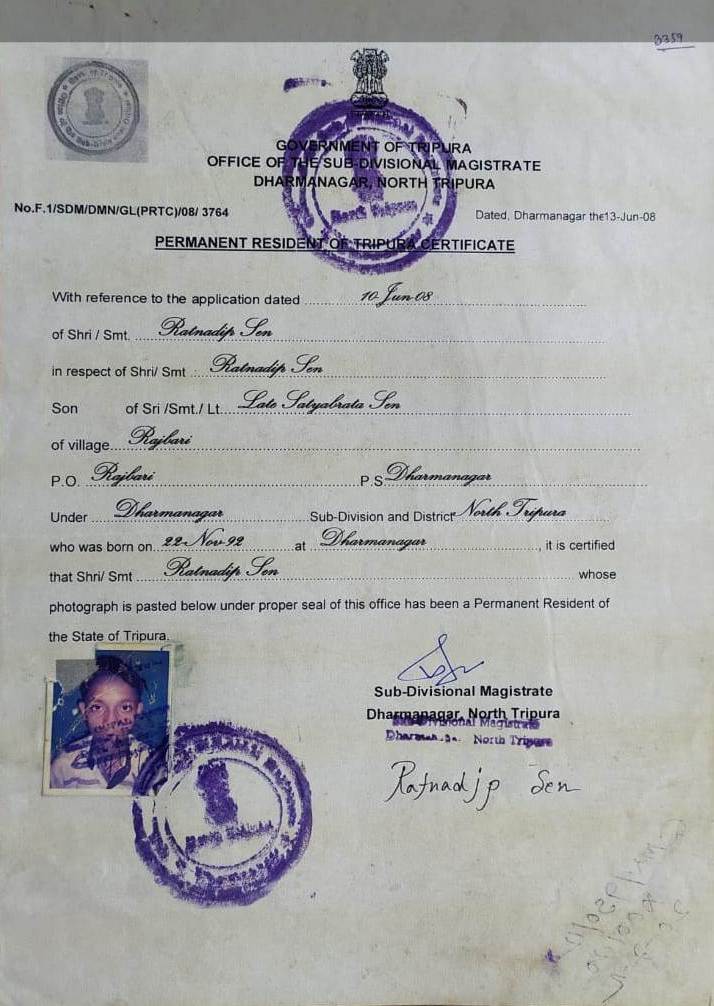 3359
GOVERNMENT OF TRIPURA
OFFICE OF THE SUB-DIVISIONAL MAGISTRATE
DHARMANAGAR, NORTH TRIPURA
No.F.1/SDM/DMN/GL(PRTC)/08/ 3764
Dated, Dharmanagar the13-Jun-08
PERMANENT RESIDENT OF TRIPURA CERTIFICATE
With reference to the application dated 10-Jun-08
of Shri / Smt. Ratnadip Sen
in respect of Shri/ Smt Ratnadip Sen
Son of Sri /Smt./ Lt. Late Satyabrata Sen
of village Rajbari
P.O. Rajbari P.S Dharmanagar
Under Dharmanagar Sub-Division and District North Tripura
who was born on 22-Nov-92 at Dharmanagar , it is certified
that Shri/ Smt Ratnadip Sen whose
photograph is pasted below under proper seal of this office has been a Permanent Resident of
the State of Tripura.
Sub-Divisional Magistrate
Dharmanagar, North Tripura
Sub-Divisional Magistrate
North Tripura
Ratnadip Sen